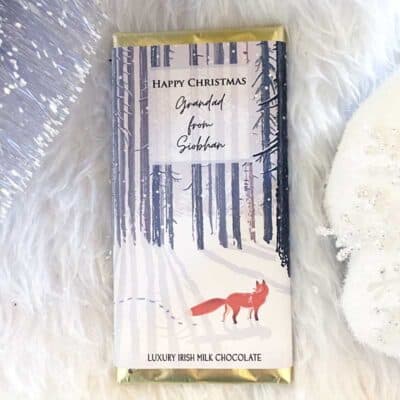 HAPPY CHRISTMAS
Grandad
from
Siobhan
LUXURY IRISH MILK CHOCOLATE